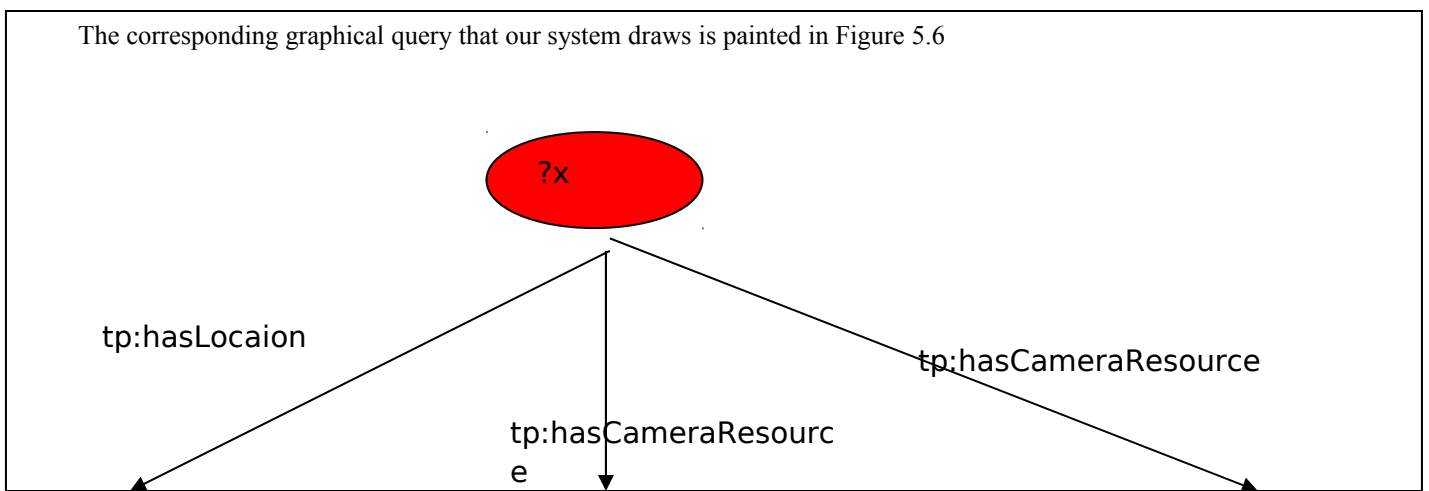 The corresponding graphical query that our system draws is painted in Figure 5.6
?x
tp:hasLocaion
tp:hasCameraResource
tp:hasCameraResourc
e